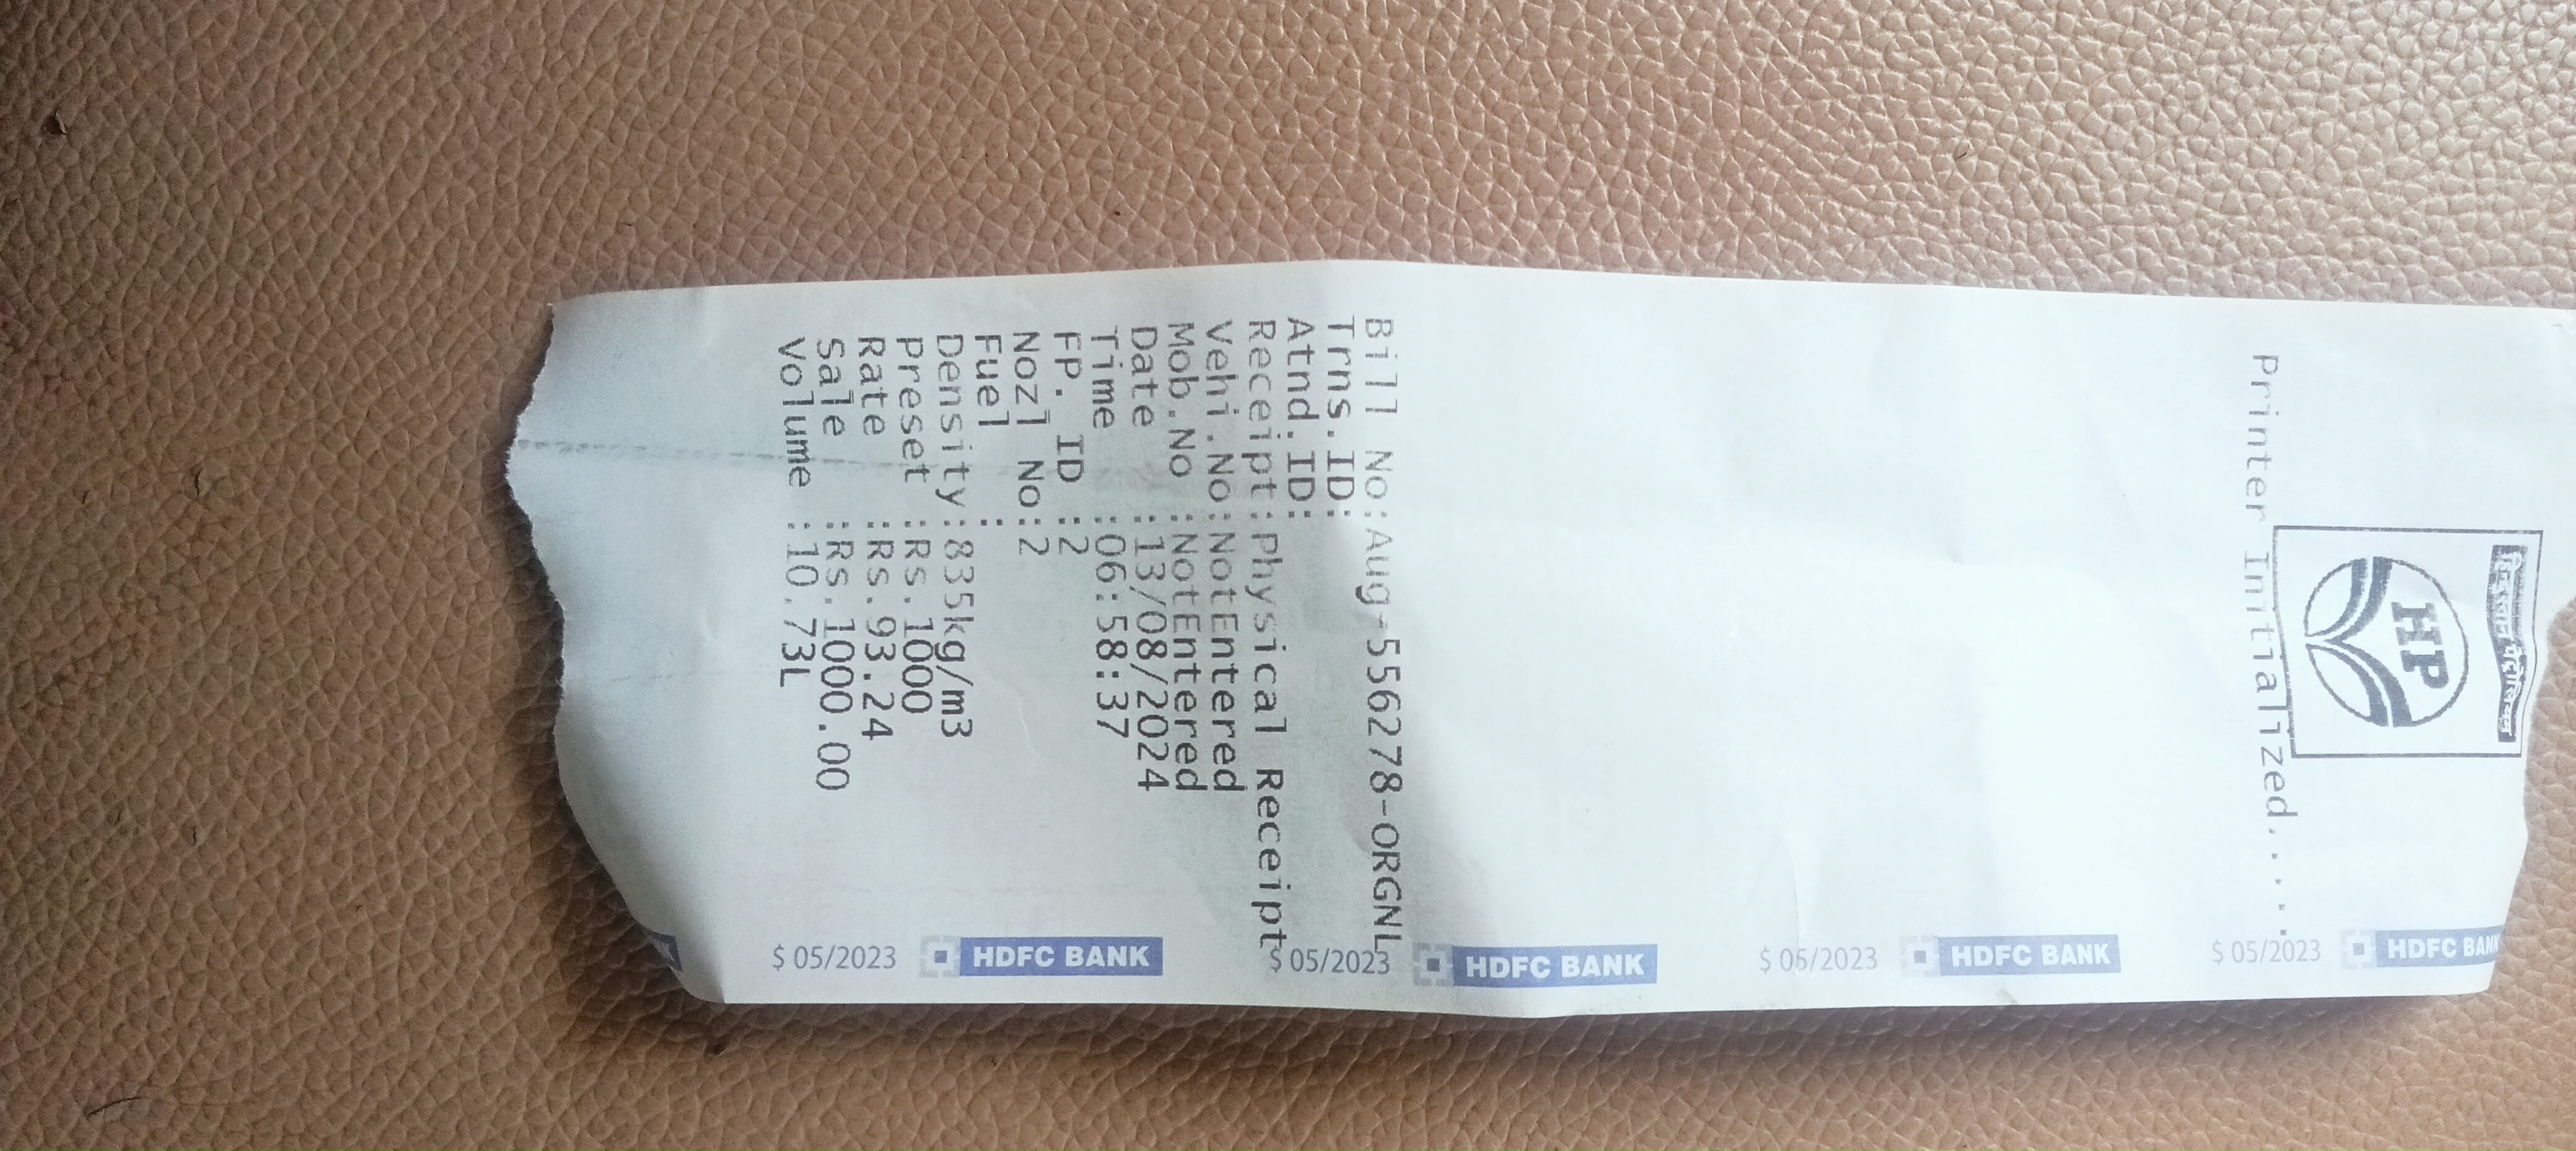 हिन्दुस्तान पेट्रोलियम
HP
Printer Initialized.....
Bill No:Aug-556278-ORGNL
Trns.ID:
Atnd.ID:
Receipt:Physical Receipt
Vehi.No:NotEntered
Mob.No :NotEntered
Date :13/08/2024
Time :06:58:37
FP. ID :2
Nozl No:2
Fuel :
Density:835kg/m3
Preset :Rs.1000
Rate :Rs.93.24
Sale :Rs.1000.00
Volume :10.73L
$ 05/2023 HDFC BANK $ 05/2023 HDFC BANK $ 05/2023 HDFC BANK $ 05/2023 HDFC BANK